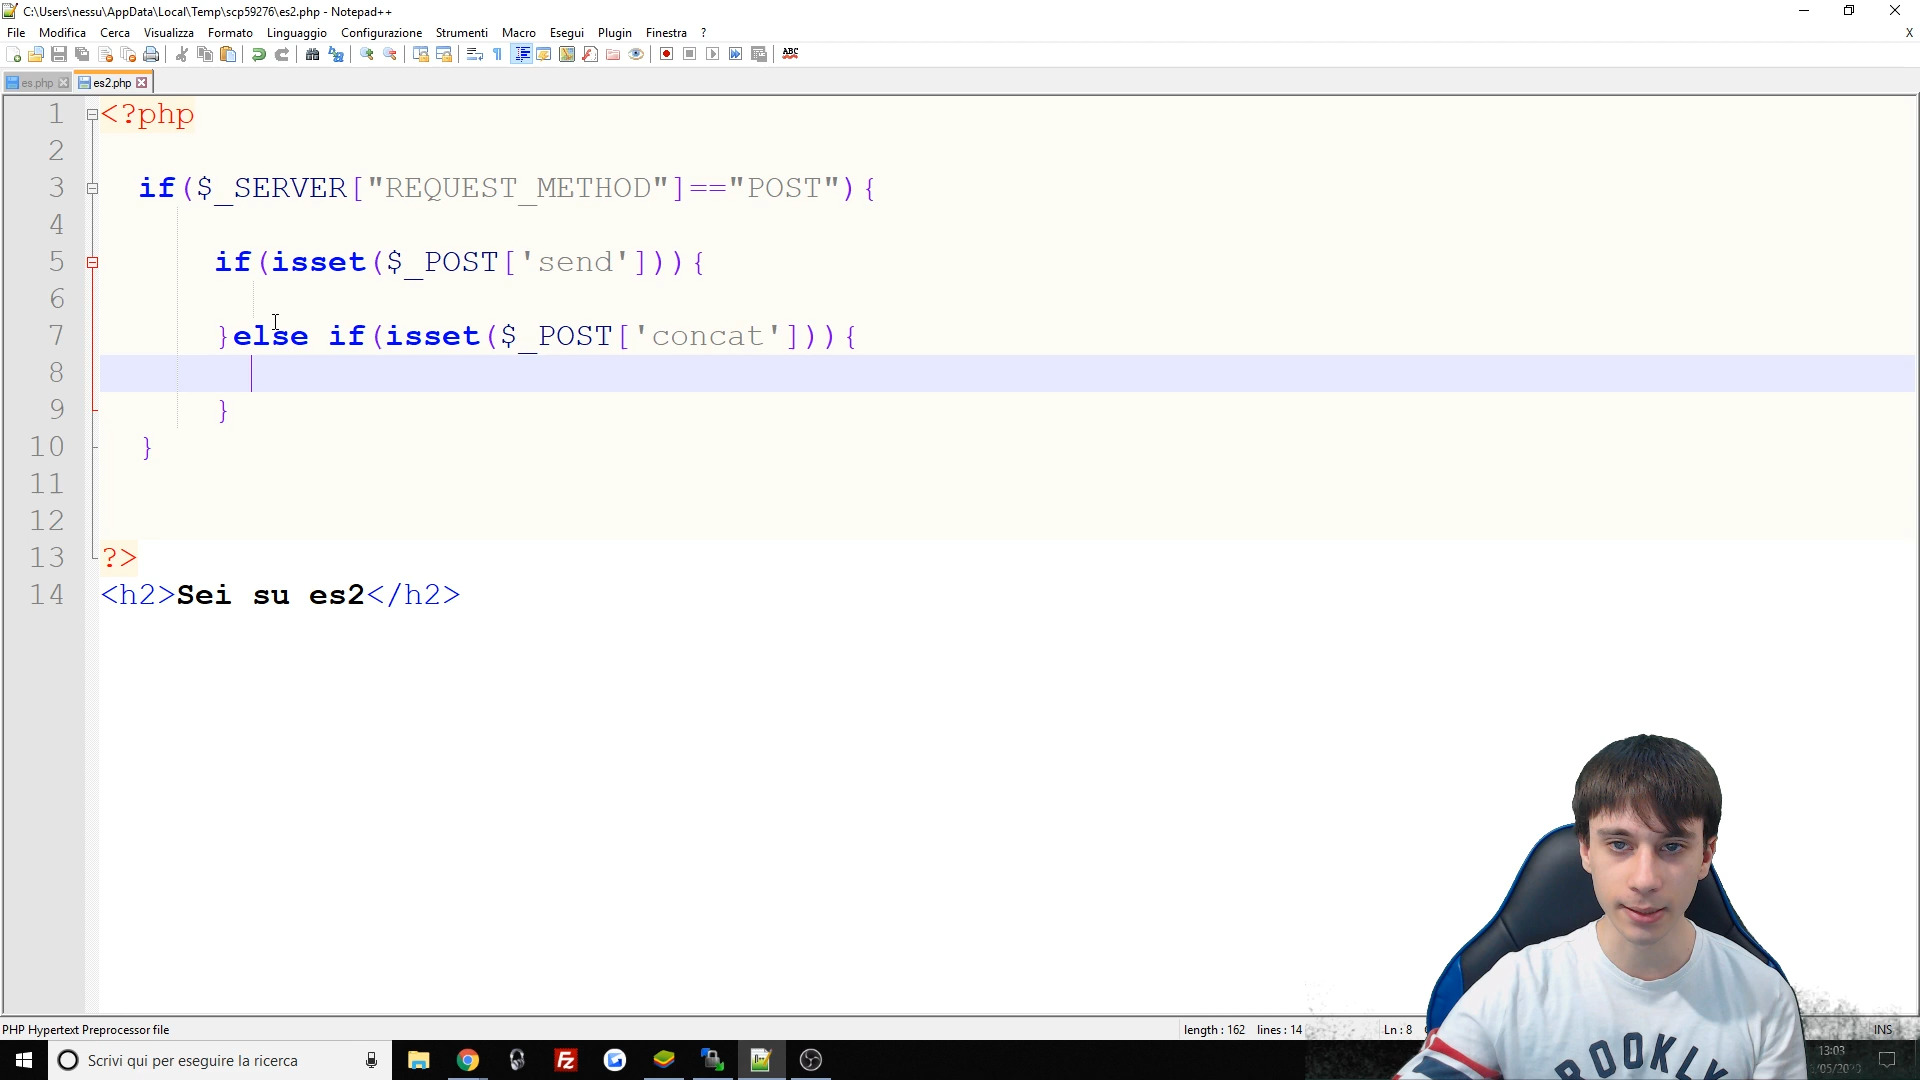 C:\Users\nessu\AppData\Local\Temp\scp59276\es2.php - Notepad++
File Modifica Cerca Visualizza Formato Linguaggio Configurazione Strumenti Macro Esegui Plugin Finestra ? X
ABC
es.php es2.php
1 <?php
2
3 if($_SERVER["REQUEST_METHOD"]=="POST"){
4
5 if(isset($_POST['send'])){
6
7 }else if(isset($_POST['concat'])){
8
9 }
10 }
11
12
13 ?>
14 <h2>Sei su es2</h2>
PHP Hypertext Preprocessor file length : 162 lines : 14 Ln : 8 INS
Scrivi qui per eseguire la ricerca
Fz
13:03
ROOKLY